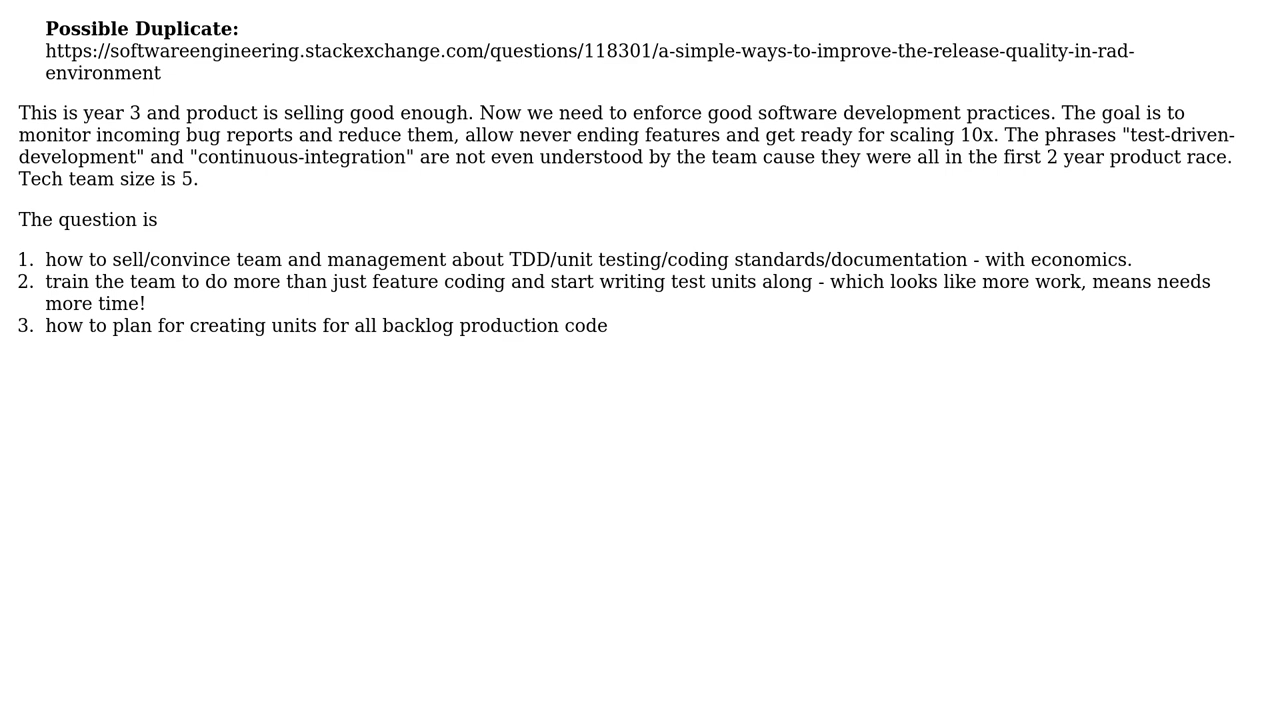 Possible Duplicate:
https://softwareengineering.stackexchange.com/questions/118301/a-simple-ways-to-improve-the-release-quality-in-rad-
environment
This is year 3 and product is selling good enough. Now we need to enforce good software development practices. The goal is to
monitor incoming bug reports and reduce them, allow never ending features and get ready for scaling 10x. The phrases "test-driven-
development" and "continuous-integration" are not even understood by the team cause they were all in the first 2 year product race.
Tech team size is 5.
The question is
1. how to sell/convince team and management about TDD/unit testing/coding standards/documentation - with economics.
2. train the team to do more than just feature coding and start writing test units along - which looks like more work, means needs
more time!
3. how to plan for creating units for all backlog production code